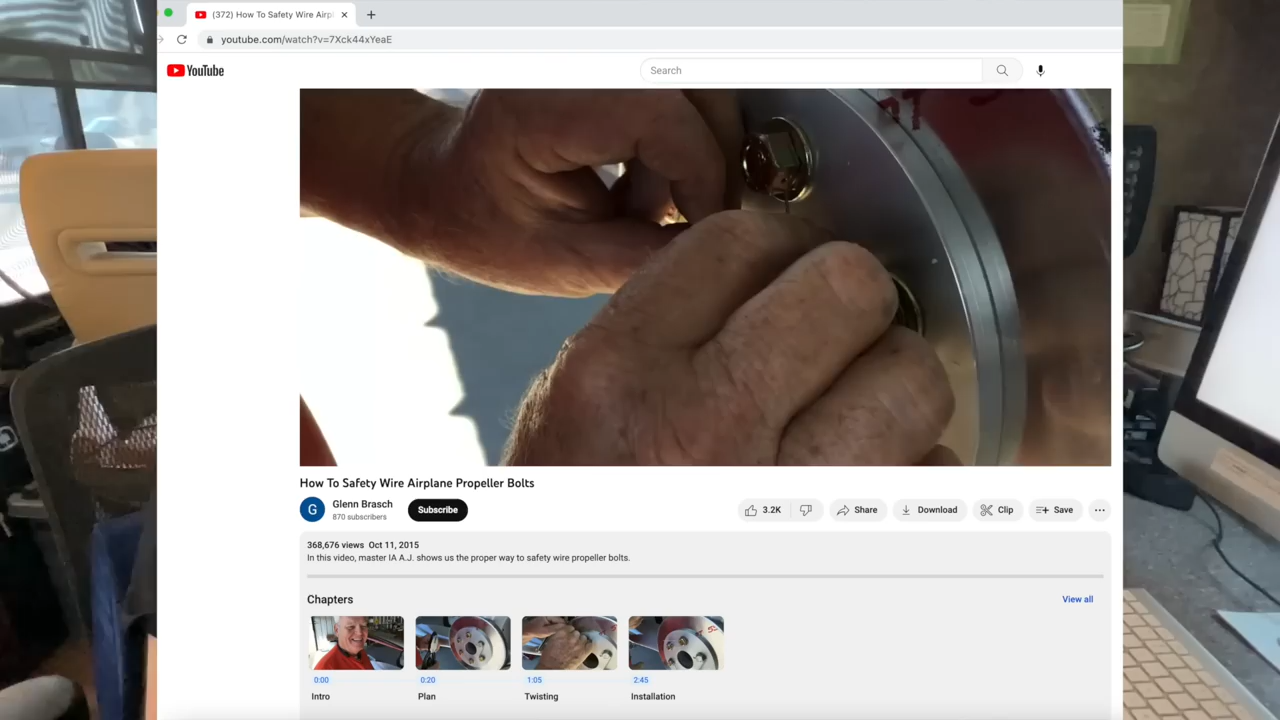 (372) How To Safety Wire Airpl
youtube.com/watch?v=7Xck44xYeaE
YouTube
Search
How To Safety Wire Airplane Propeller Bolts
G
Glenn Brasch
870 subscribers
Subscribe
3.2K
Share
Download
Clip
Save
368,676 views Oct 11, 2015
In this video, master IA A.J. shows us the proper way to safety wire propeller bolts.
Chapters
View all
0:00
0:20
1:05
2:45
Intro
Plan
Twisting
Installation